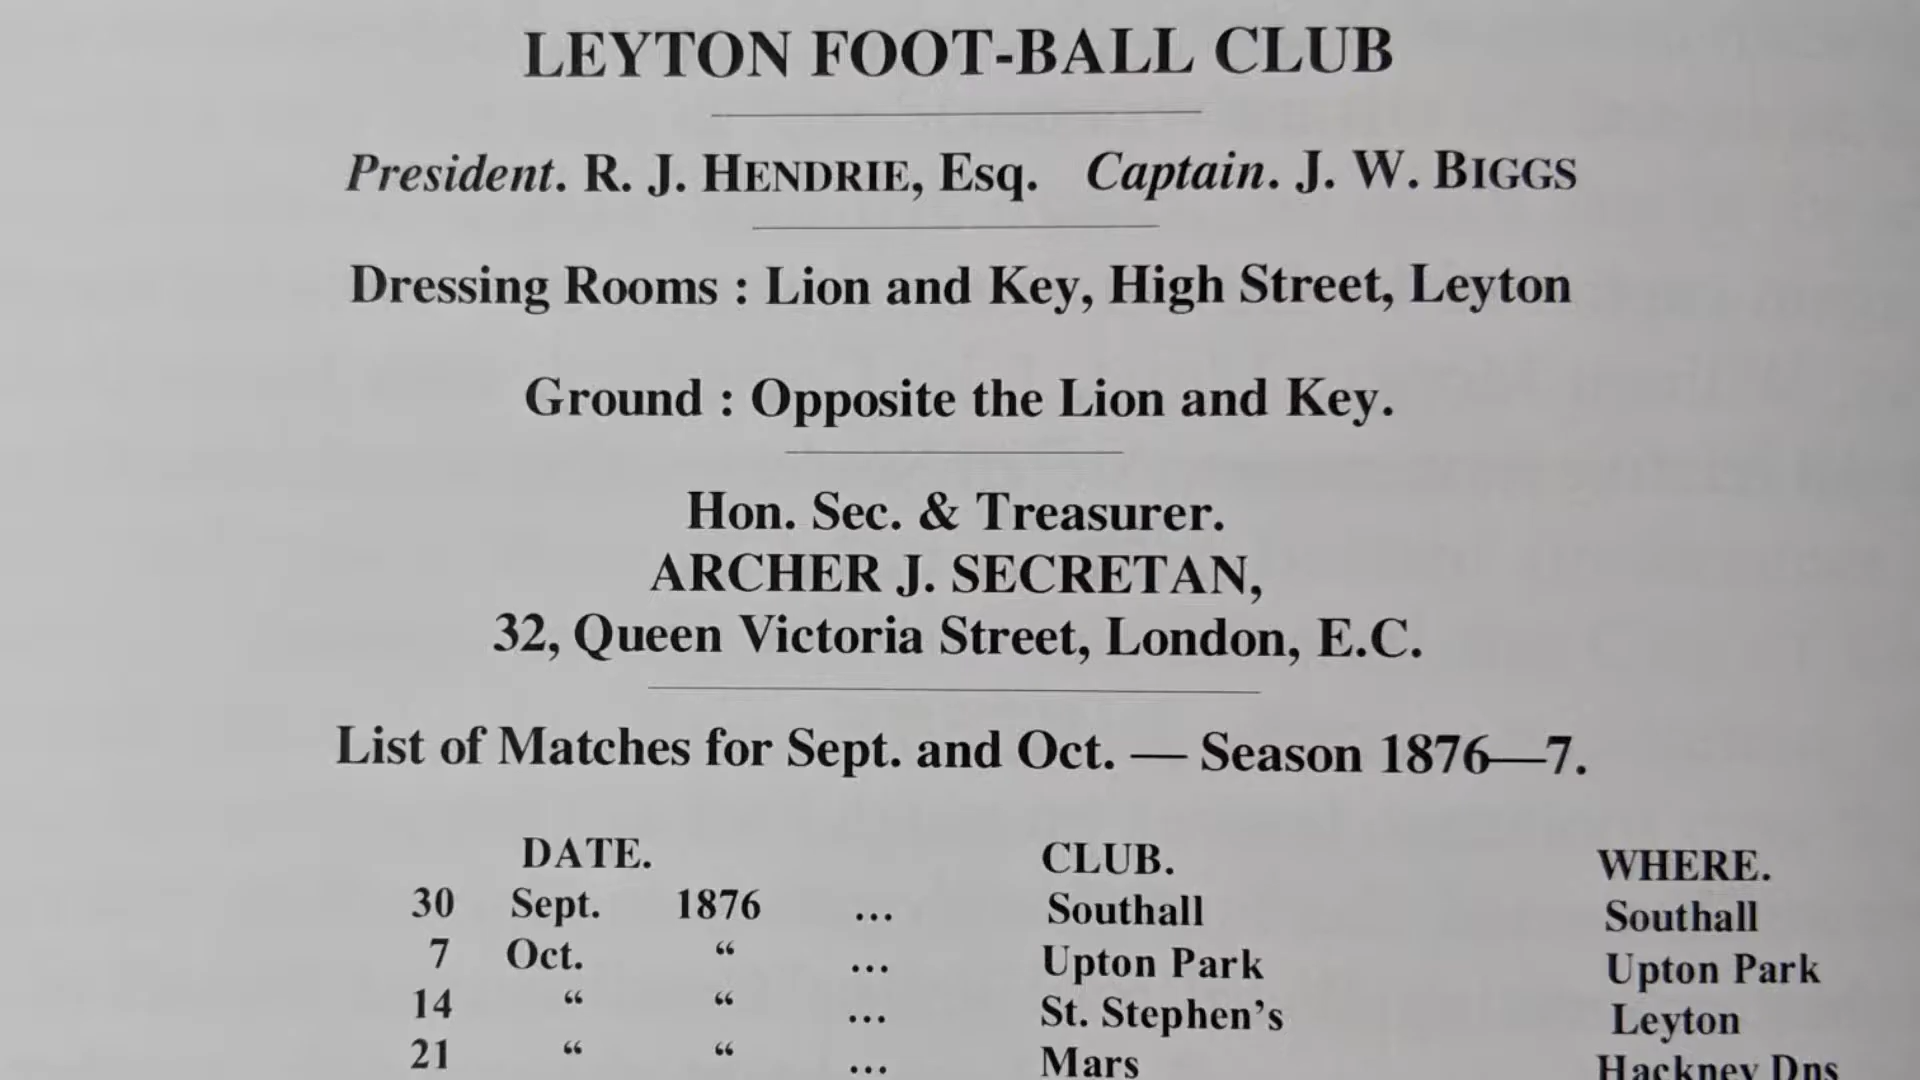 LEYTON FOOT-BALL CLUB
President. R. J. HENDRIE, Esq. Captain. J. W. BIGGS
Dressing Rooms : Lion and Key, High Street, Leyton
Ground : Opposite the Lion and Key.
Hon. Sec. & Treasurer.
ARCHER J. SECRETAN,
32, Queen Victoria Street, London, E.C.
List of Matches for Sept. and Oct. — Season 1876—7.
DATE. CLUB. WHERE.
30 Sept. 1876 ... Southall Southall
7 Oct. “ ... Upton Park Upton Park
14 “ “ ... St. Stephen’s Leyton
21 “ “ ... Mars Hackney Dns